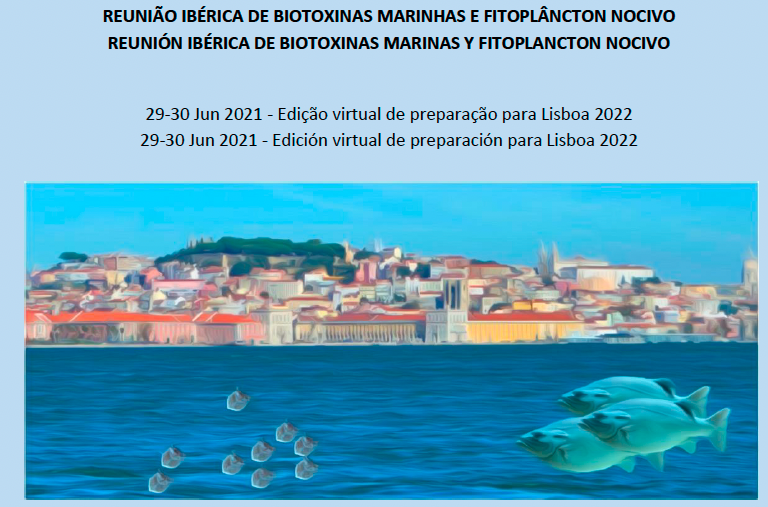 REUNIÃO IBÉRICA DE BIOTOXINAS MARINHAS E FITOPLÂNCTON NOCIVO
REUNIÓN IBÉRICA DE BIOTOXINAS MARINAS Y FITOPLANCTON NOCIVO
29-30 Jun 2021 - Edição virtual de preparação para Lisboa 2022
29-30 Jun 2021 - Edición virtual de preparación para Lisboa 2022